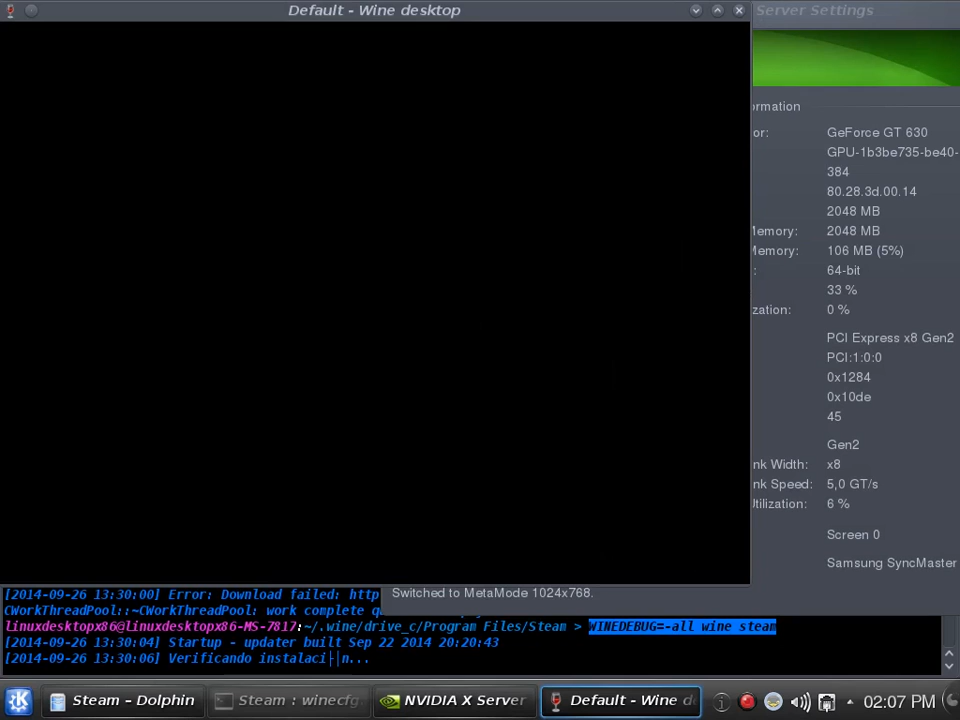 Default - Wine desktop
Server Settings
ormation
or:
GeForce GT 630
GPU-1b3be735-be40-
384
80.28.3d.00.14
2048 MB
Memory:
2048 MB
Memory:
106 MB (5%)
:
64-bit
33 %
zation:
0 %
PCI Express x8 Gen2
PCI:1:0:0
0x1284
0x10de
45
Gen2
nk Width:
x8
nk Speed:
5,0 GT/s
Utilization:
6 %
Screen 0
Samsung SyncMaster
[2014-09-26 13:30:00] Error: Download failed: http
Switched to MetaMode 1024x768.
CWorkThreadPool::~CWorkThreadPool: work complete qu
linuxdesktopx86@linuxdesktopx86-MS-7817:~/.wine/drive_c/Program Files/Steam > WINEDEBUG=-all wine steam
[2014-09-26 13:30:04] Startup - updater built Sep 22 2014 20:20:43
[2014-09-26 13:30:06] Verificando instalaci├│n...
Steam - Dolphin
Steam : winecfg
NVIDIA X Server
Default - Wine de
02:07 PM